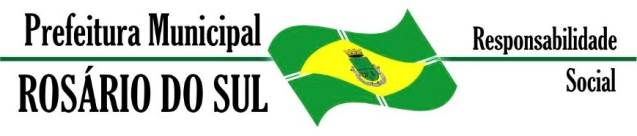 Prefeitura Municipal
ROSÁRIO DO SUL
Responsabilidade
Social